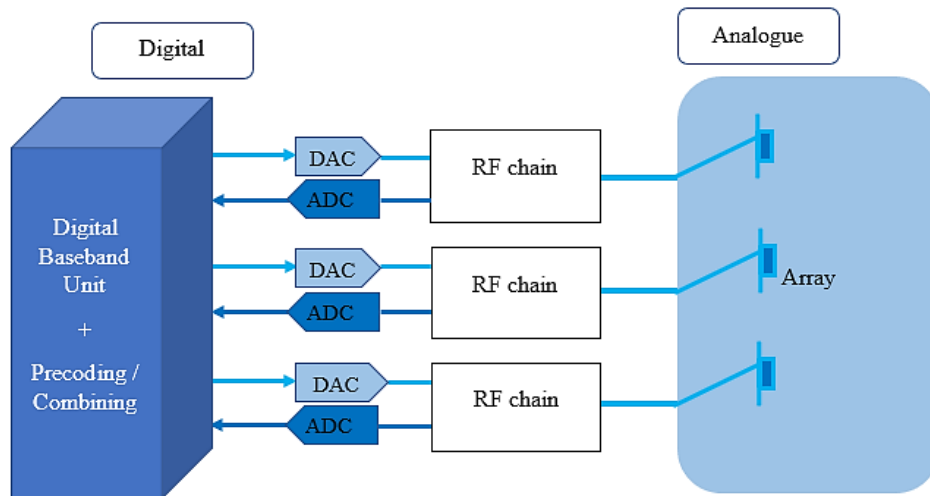 Digital
Analogue
Digital
Baseband
Unit
+
Precoding /
Combining
DAC
ADC
RF chain
DAC
ADC
RF chain
Array
DAC
ADC
RF chain